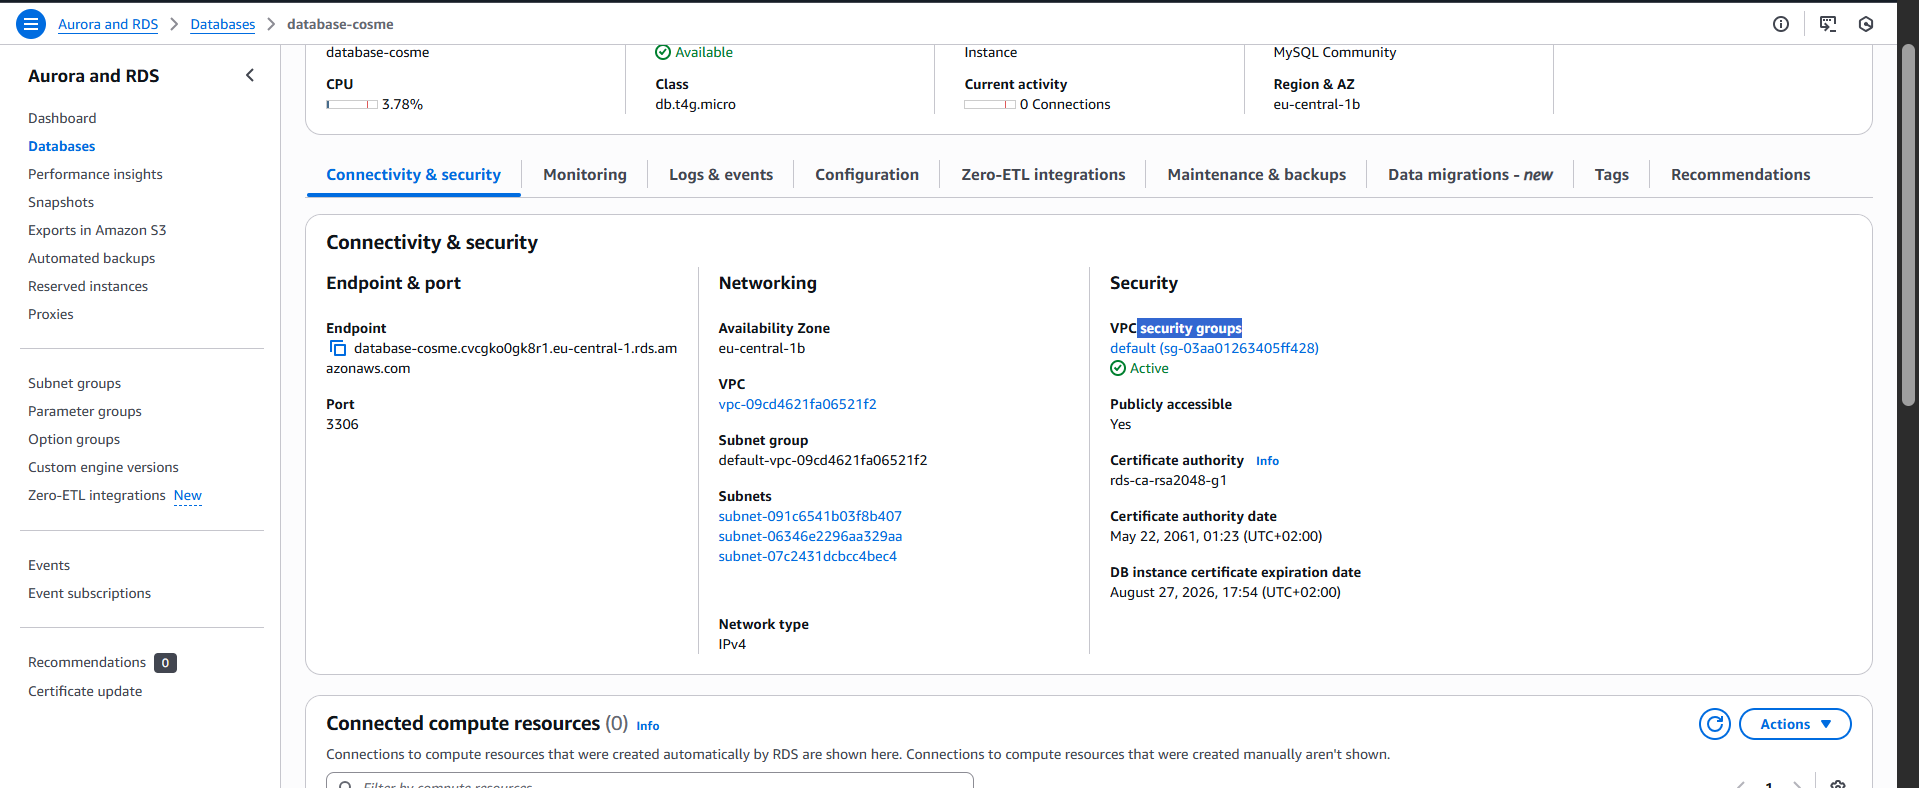 Aurora and RDS > Databases > database-cosme
Aurora and RDS
Dashboard
Databases
Performance insights
Snapshots
Exports in Amazon S3
Automated backups
Reserved instances
Proxies
Subnet groups
Parameter groups
Option groups
Custom engine versions
Zero-ETL integrations New
Events
Event subscriptions
Recommendations 0
Certificate update
database-cosme
Available
Instance
MySQL Community
CPU
3.78%
Class
db.t4g.micro
Current activity
0 Connections
Region & AZ
eu-central-1b
Connectivity & security
Monitoring
Logs & events
Configuration
Zero-ETL integrations
Maintenance & backups
Data migrations - new
Tags
Recommendations
Connectivity & security
Endpoint & port
Endpoint
database-cosme.cvcgko0gk8r1.eu-central-1.rds.am
azonaws.com
Port
3306
Networking
Availability Zone
eu-central-1b
VPC
vpc-09cd4621fa06521f2
Subnet group
default-vpc-09cd4621fa06521f2
Subnets
subnet-091c6541b03f8b407
subnet-06346e2296aa329aa
subnet-07c2431dcbcc4bec4
Network type
IPv4
Security
VPC security groups
default (sg-03aa01263405ff428)
Active
Publicly accessible
Yes
Certificate authority Info
rds-ca-rsa2048-g1
Certificate authority date
May 22, 2061, 01:23 (UTC+02:00)
DB instance certificate expiration date
August 27, 2026, 17:54 (UTC+02:00)
Connected compute resources (0) Info
Actions
Connections to compute resources that were created automatically by RDS are shown here. Connections to compute resources that were created manually aren't shown.
Filter by compute resources
1